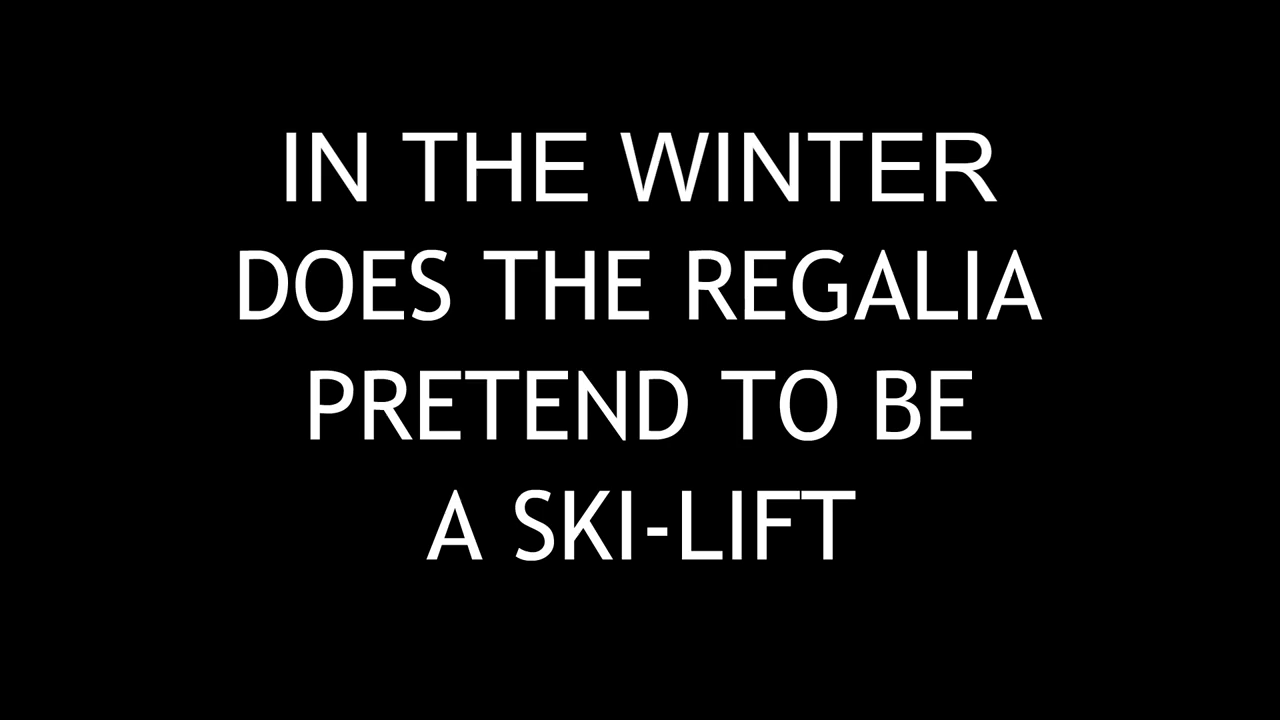 IN THE WINTER
DOES THE REGALIA
PRETEND TO BE
A SKI-LIFT